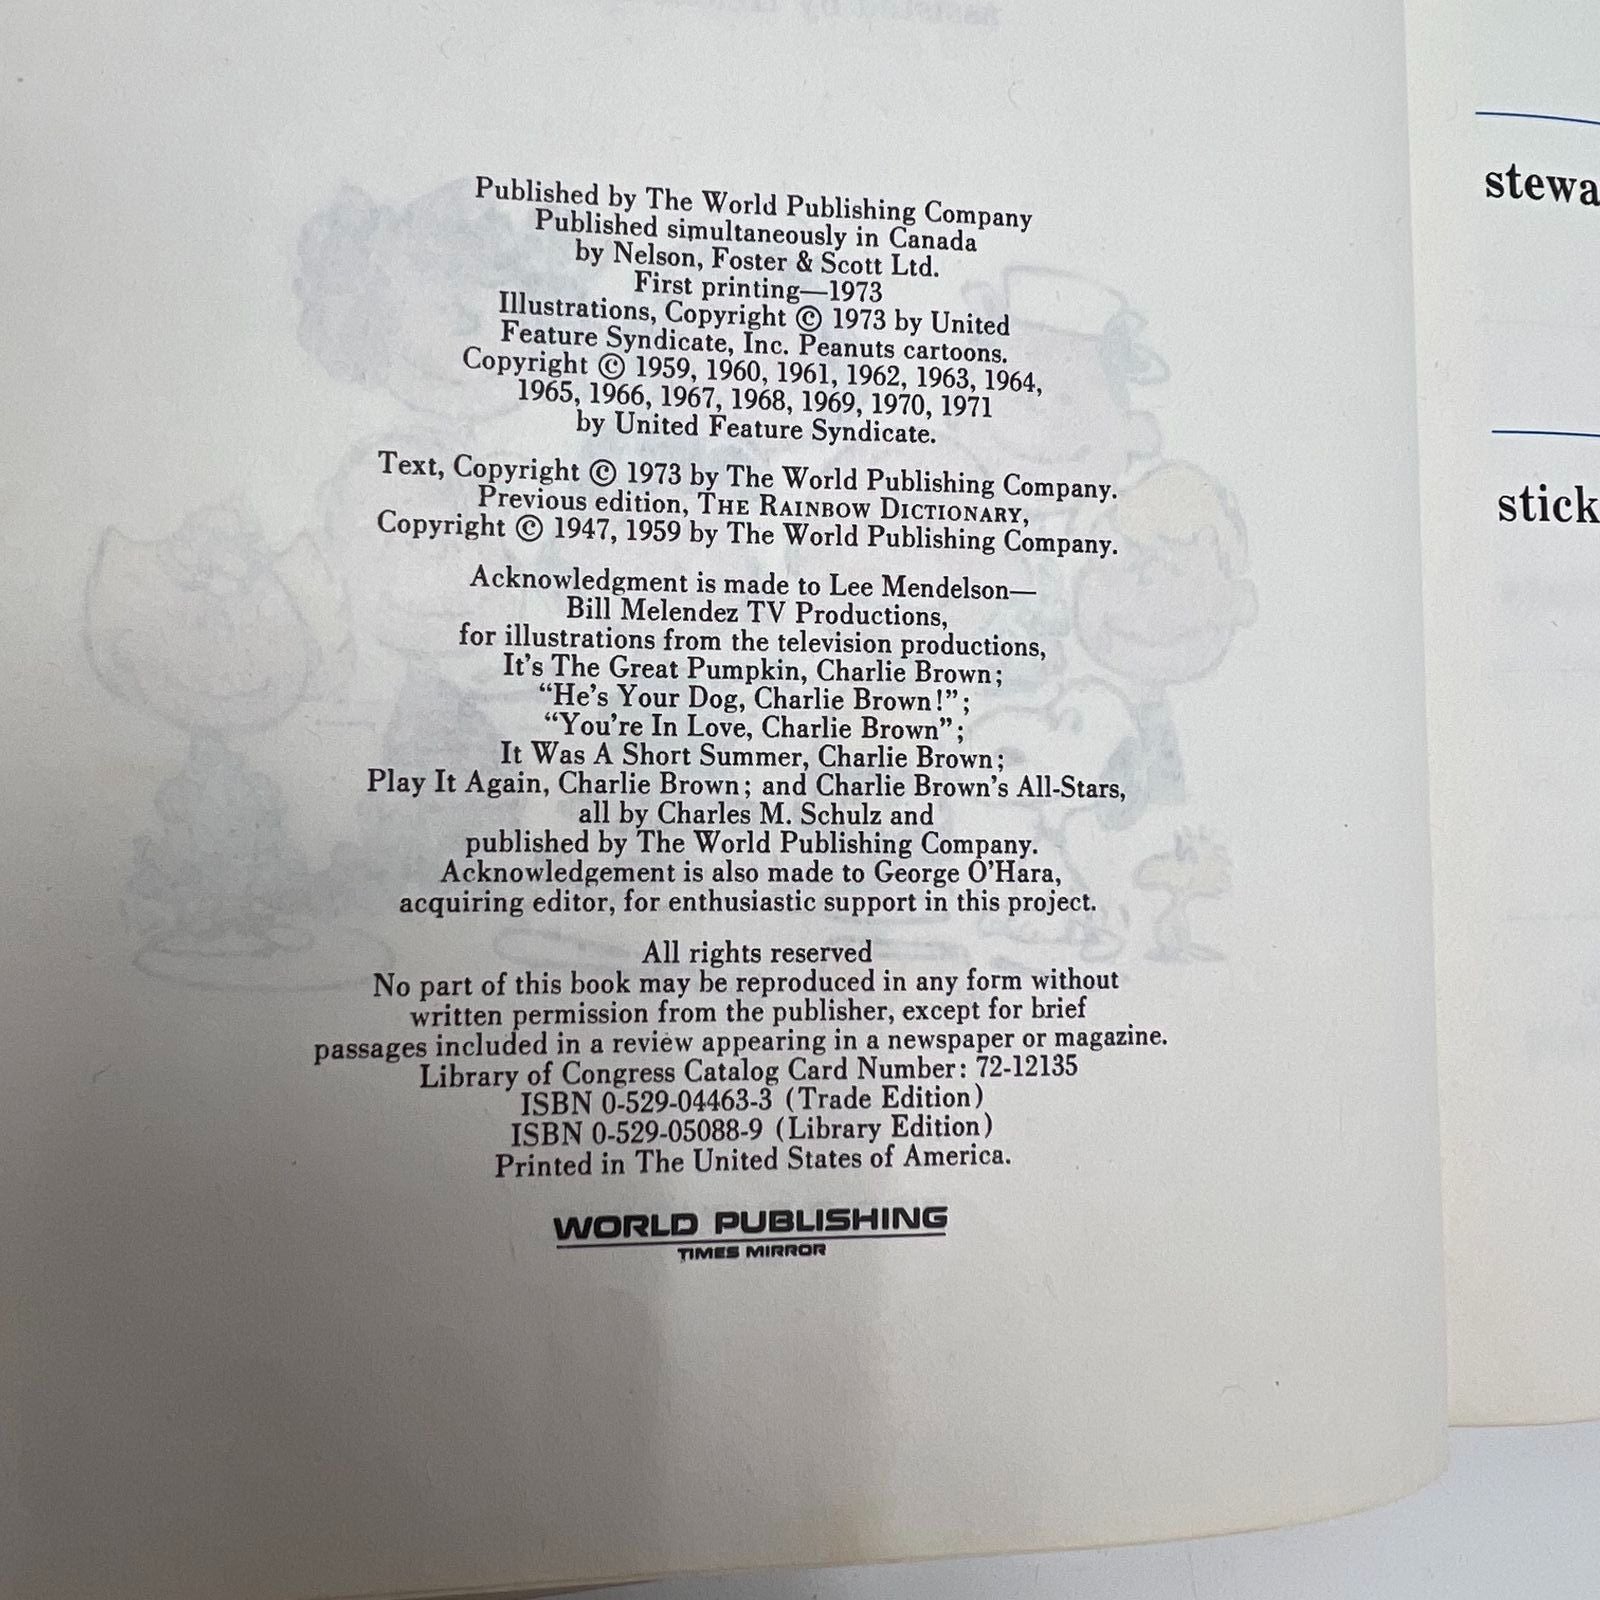 Published by The World Publishing Company
Published simultaneously in Canada
by Nelson, Foster & Scott Ltd.
First printing—1973
Illustrations, Copyright © 1973 by United
Feature Syndicate, Inc. Peanuts cartoons.
Copyright © 1959, 1960, 1961, 1962, 1963, 1964,
1965, 1966, 1967, 1968, 1969, 1970, 1971
by United Feature Syndicate.
Text, Copyright © 1973 by The World Publishing Company.
Previous edition, THE RAINBOW DICTIONARY,
Copyright © 1947, 1959 by The World Publishing Company.
Acknowledgment is made to Lee Mendelson—
Bill Melendez TV Productions,
for illustrations from the television productions,
It's The Great Pumpkin, Charlie Brown;
“He's Your Dog, Charlie Brown!”;
“You're In Love, Charlie Brown”;
It Was A Short Summer, Charlie Brown;
Play It Again, Charlie Brown; and Charlie Brown's All-Stars,
all by Charles M. Schulz and
published by The World Publishing Company.
Acknowledgement is also made to George O'Hara,
acquiring editor, for enthusiastic support in this project.
All rights reserved
No part of this book may be reproduced in any form without
written permission from the publisher, except for brief
passages included in a review appearing in a newspaper or magazine.
Library of Congress Catalog Card Number: 72-12135
ISBN 0-529-04463-3 (Trade Edition)
ISBN 0-529-05088-9 (Library Edition)
Printed in The United States of America.
WORLD PUBLISHING
TIMES MIRROR
stewa
stick